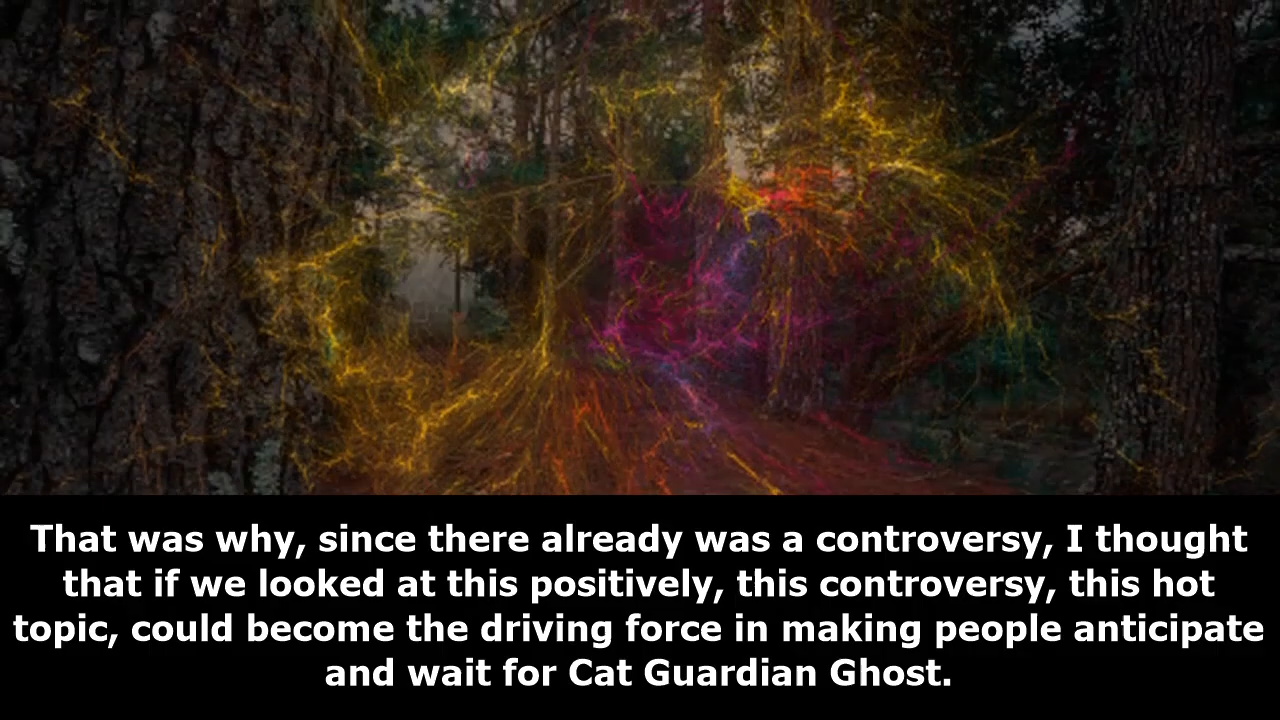 That was why, since there already was a controversy, I thought
that if we looked at this positively, this controversy, this hot
topic, could become the driving force in making people anticipate
and wait for Cat Guardian Ghost.